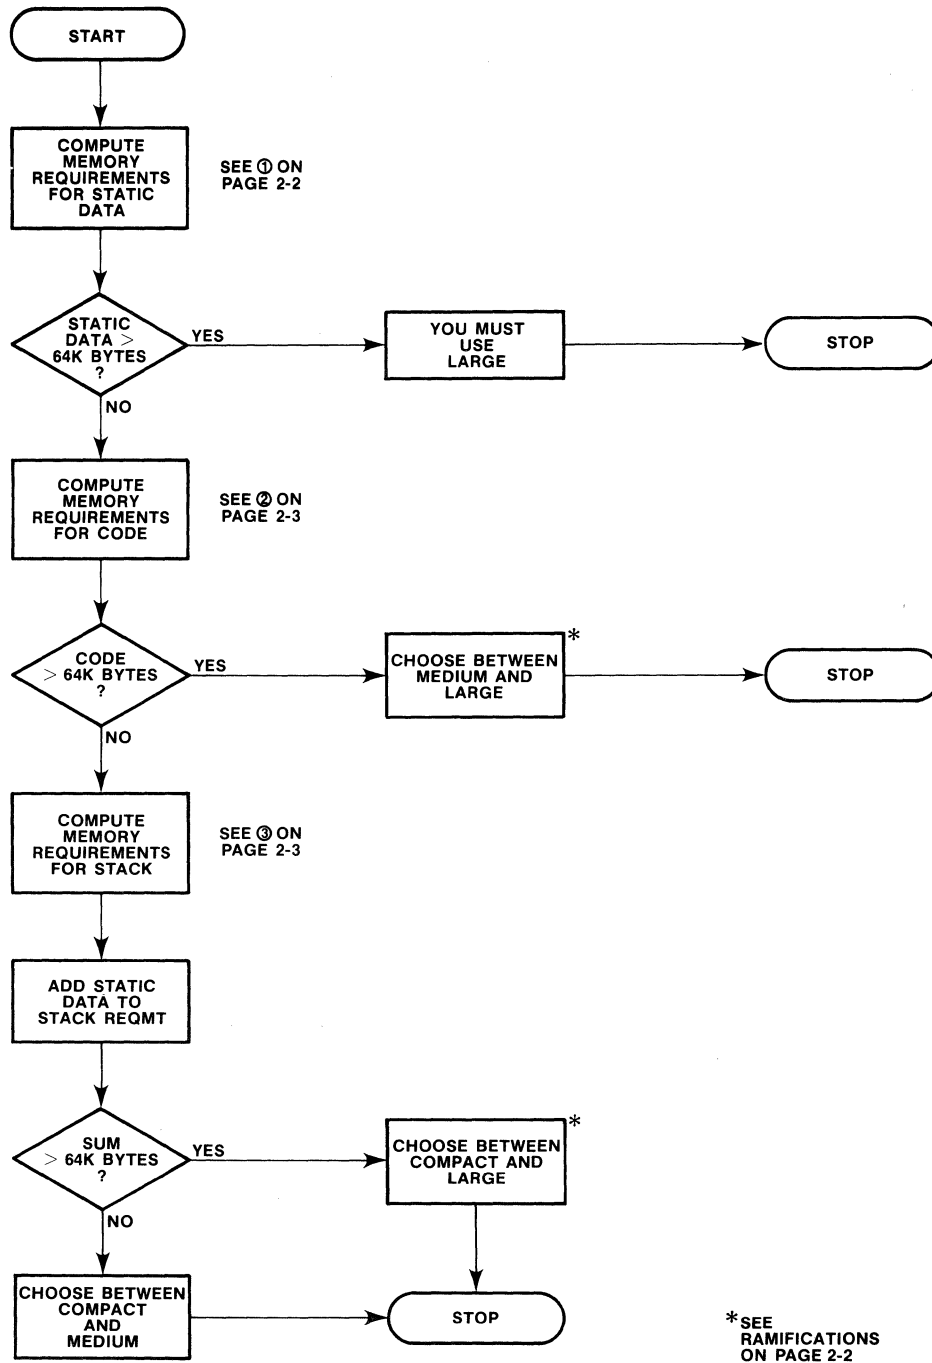 START
COMPUTE
MEMORY
REQUIREMENTS
FOR STATIC
DATA
SEE ① ON
PAGE 2-2
STATIC
DATA >
64K BYTES
?
YES
YOU MUST
USE
LARGE
STOP
NO
COMPUTE
MEMORY
REQUIREMENTS
FOR CODE
SEE ② ON
PAGE 2-3
CODE
> 64K BYTES
?
YES
CHOOSE BETWEEN
MEDIUM AND
LARGE
*
STOP
NO
COMPUTE
MEMORY
REQUIREMENTS
FOR STACK
SEE ③ ON
PAGE 2-3
ADD STATIC
DATA TO
STACK REQMT
SUM
> 64K BYTES
?
YES
CHOOSE BETWEEN
COMPACT AND
LARGE
*
NO
CHOOSE BETWEEN
COMPACT
AND
MEDIUM
STOP
*SEE
RAMIFICATIONS
ON PAGE 2-2